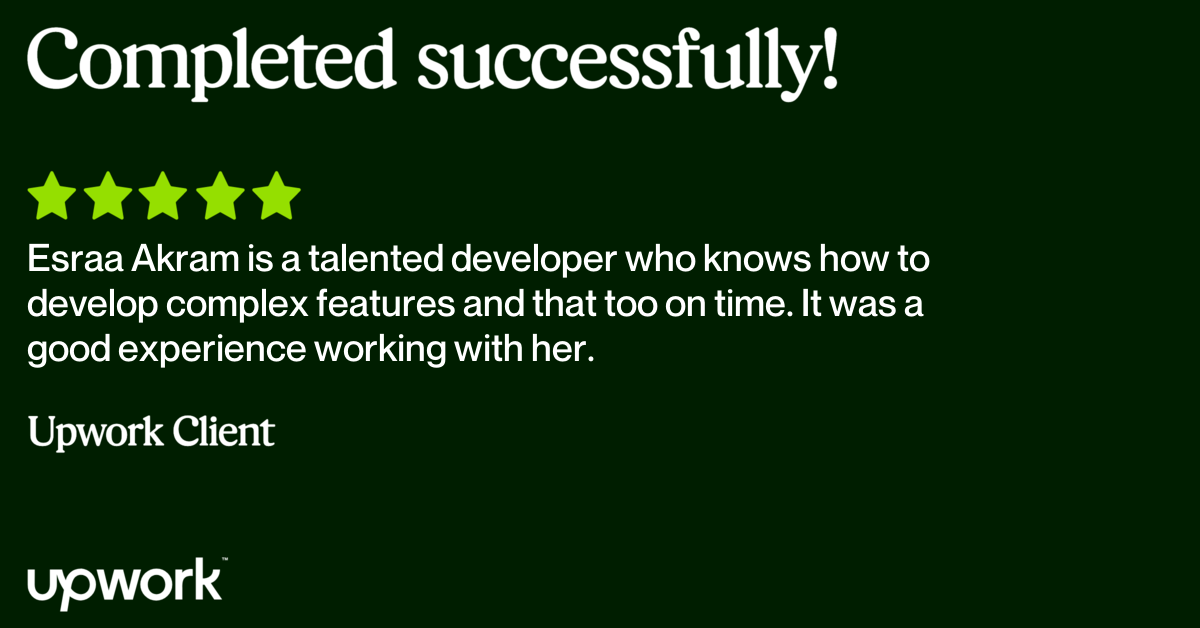 Completed successfully!
Esraa Akram is a talented developer who knows how to
develop complex features and that too on time. It was a
good experience working with her.
Upwork Client
upwork™